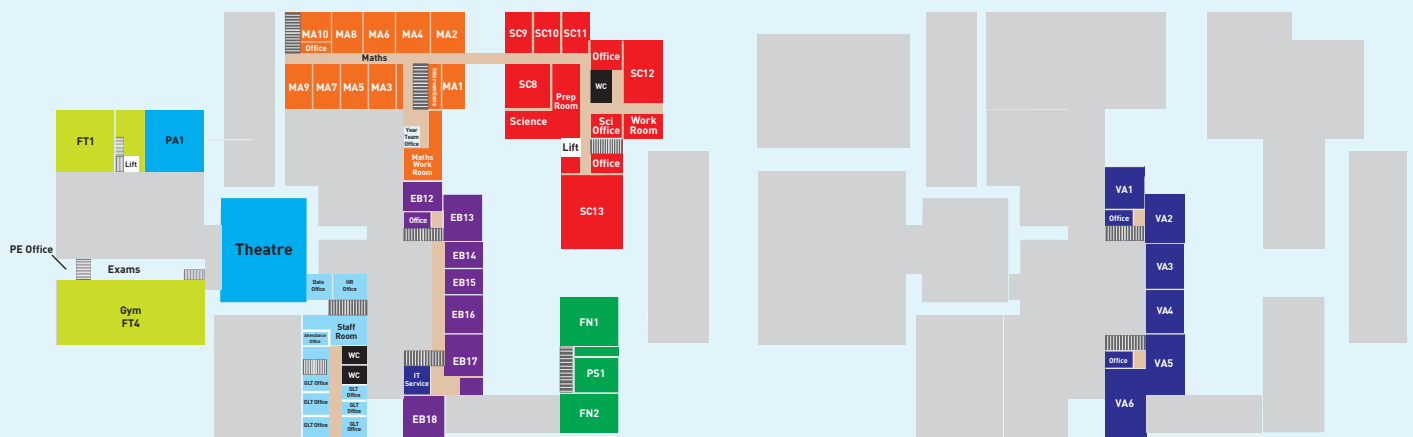 MA10
Office
MA8
MA6
MA4
MA2
Maths
MA9
MA7
MA5
MA3
Interventions
MA1
Year
Team
Office
Maths
Work
Room
SC9
SC10
SC11
Office
SC12
WC
SC8
Prep
Room
Science
Sci
Office
Work
Room
Lift
Office
SC13
FT1
Lift
PA1
Theatre
PE Office
Exams
Gym
FT4
EB12
Office
EB13
EB14
EB15
EB16
EB17
IT
Service
EB18
Date
Office
HR
Office
Staff
Room
Attendance
Office
WC
WC
GLT Office
GLT
Office
GLT Office
GLT
Office
GLT Office
GLT
Office
FN1
PS1
FN2
VA1
Office
VA2
VA3
VA4
Office
VA5
VA6